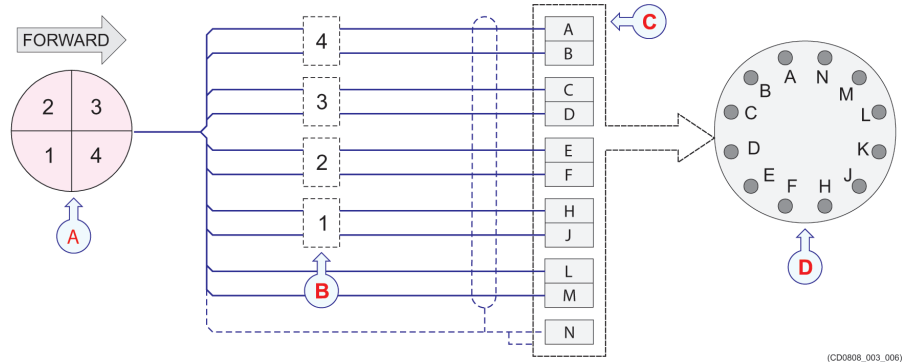 FORWARD
2 3
1 4
A
4
3
2
1
B
A
B
C
D
E
F
H
J
L
M
N
C
A N
B M
C L
D K
E J
F H
D
(CD0808_003_006)